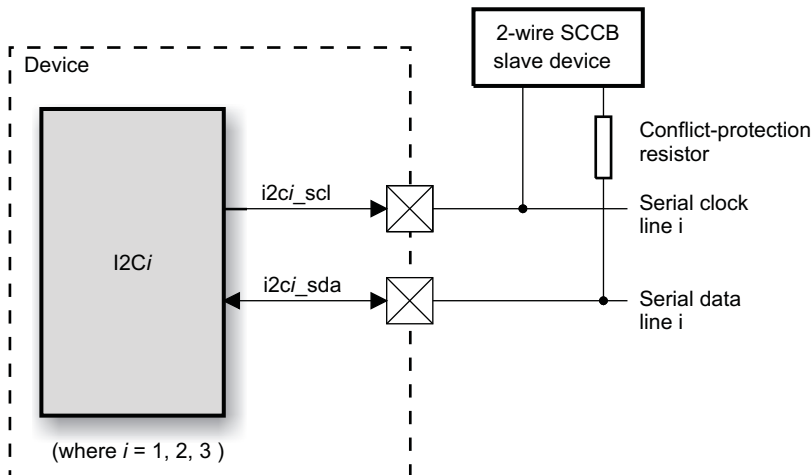 2-wire SCCB
slave device
Device
Conflict-protection
resistor
i2ci_scl
Serial clock
line i
I2Ci
i2ci_sda
Serial data
line i
(where i = 1, 2, 3 )